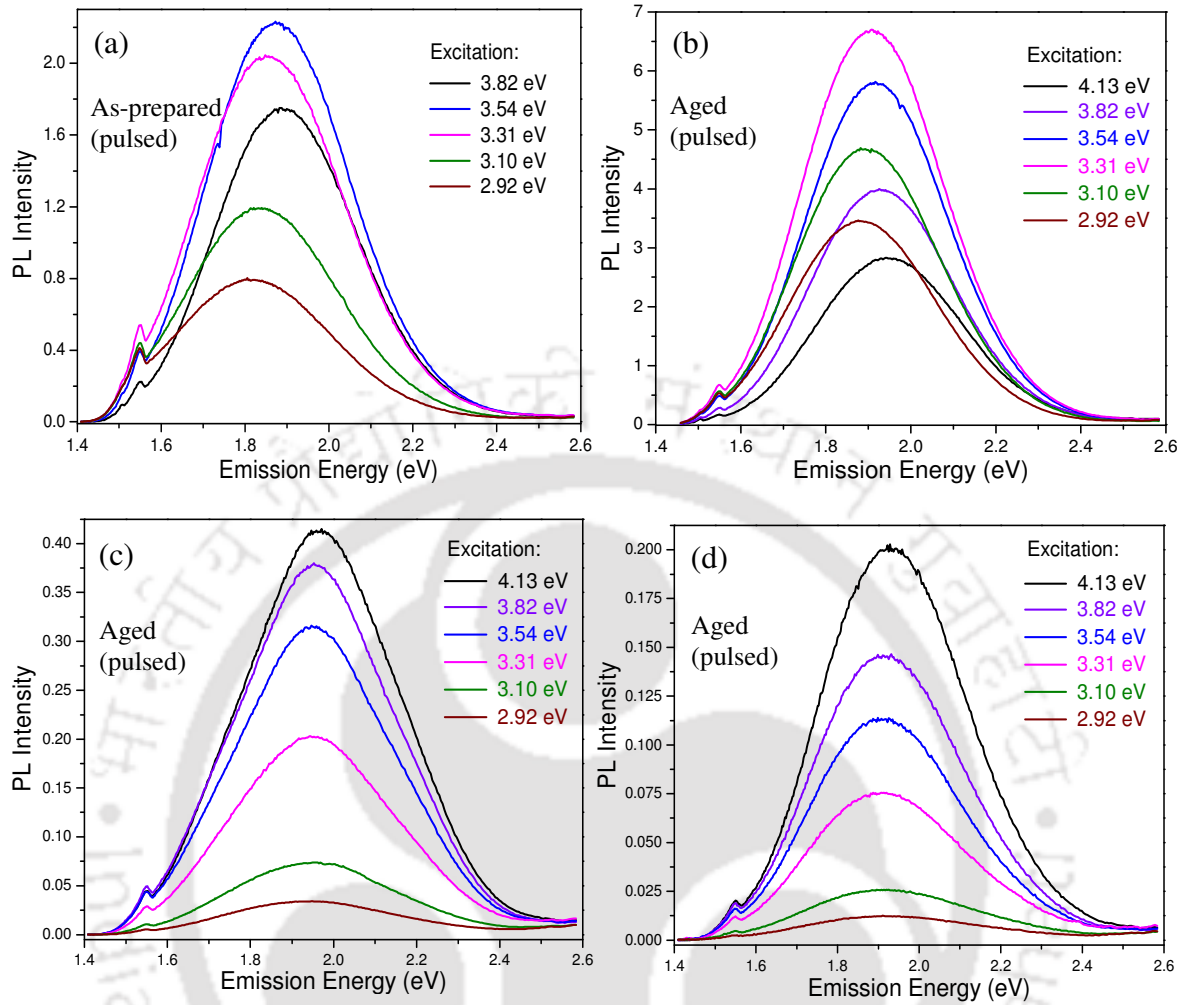 (a)
As-prepared
(pulsed)
Excitation:
3.82 eV
3.54 eV
3.31 eV
3.10 eV
2.92 eV
PL Intensity
2.0
1.6
1.2
0.8
0.4
0.0
1.4 1.6 1.8 2.0 2.2 2.4 2.6
Emission Energy (eV)
(b)
Aged
(pulsed)
Excitation:
4.13 eV
3.82 eV
3.54 eV
3.31 eV
3.10 eV
2.92 eV
PL Intensity
7
6
5
4
3
2
1
0
1.6 1.8 2.0 2.2 2.4 2.6
Emission Energy (eV)
(c)
Aged
(pulsed)
Excitation:
4.13 eV
3.82 eV
3.54 eV
3.31 eV
3.10 eV
2.92 eV
PL Intensity
0.40
0.35
0.30
0.25
0.20
0.15
0.10
0.05
0.00
1.4 1.6 1.8 2.0 2.2 2.4 2.6
Emission Energy (eV)
(d)
Aged
(pulsed)
Excitation:
4.13 eV
3.82 eV
3.54 eV
3.31 eV
3.10 eV
2.92 eV
PL Intensity
0.200
0.175
0.150
0.125
0.100
0.075
0.050
0.025
0.000
1.4 1.6 1.8 2.0 2.2 2.4 2.6
Emission Energy (eV)